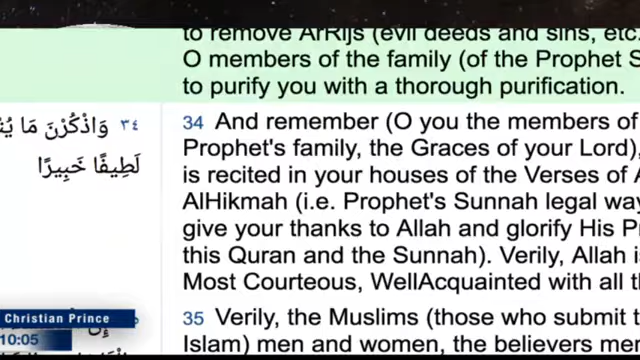 to remove ArRijs (evil deeds and sins, etc.
O members of the family (of the Prophet S
to purify you with a thorough purification.
٣٤ وَاذْكُرْنَ مَا
لَطِيفًا خَبِيرًا
34 And remember (O you the members of
Prophet's family, the Graces of your Lord),
is recited in your houses of the Verses of A
AlHikmah (i.e. Prophet's Sunnah legal way
give your thanks to Allah and glorify His Pr
this Quran and the Sunnah). Verily, Allah i
Most Courteous, WellAcquainted with all t
35 Verily, the Muslims (those who submit t
Islam) men and women, the believers me
Christian Prince
10:05